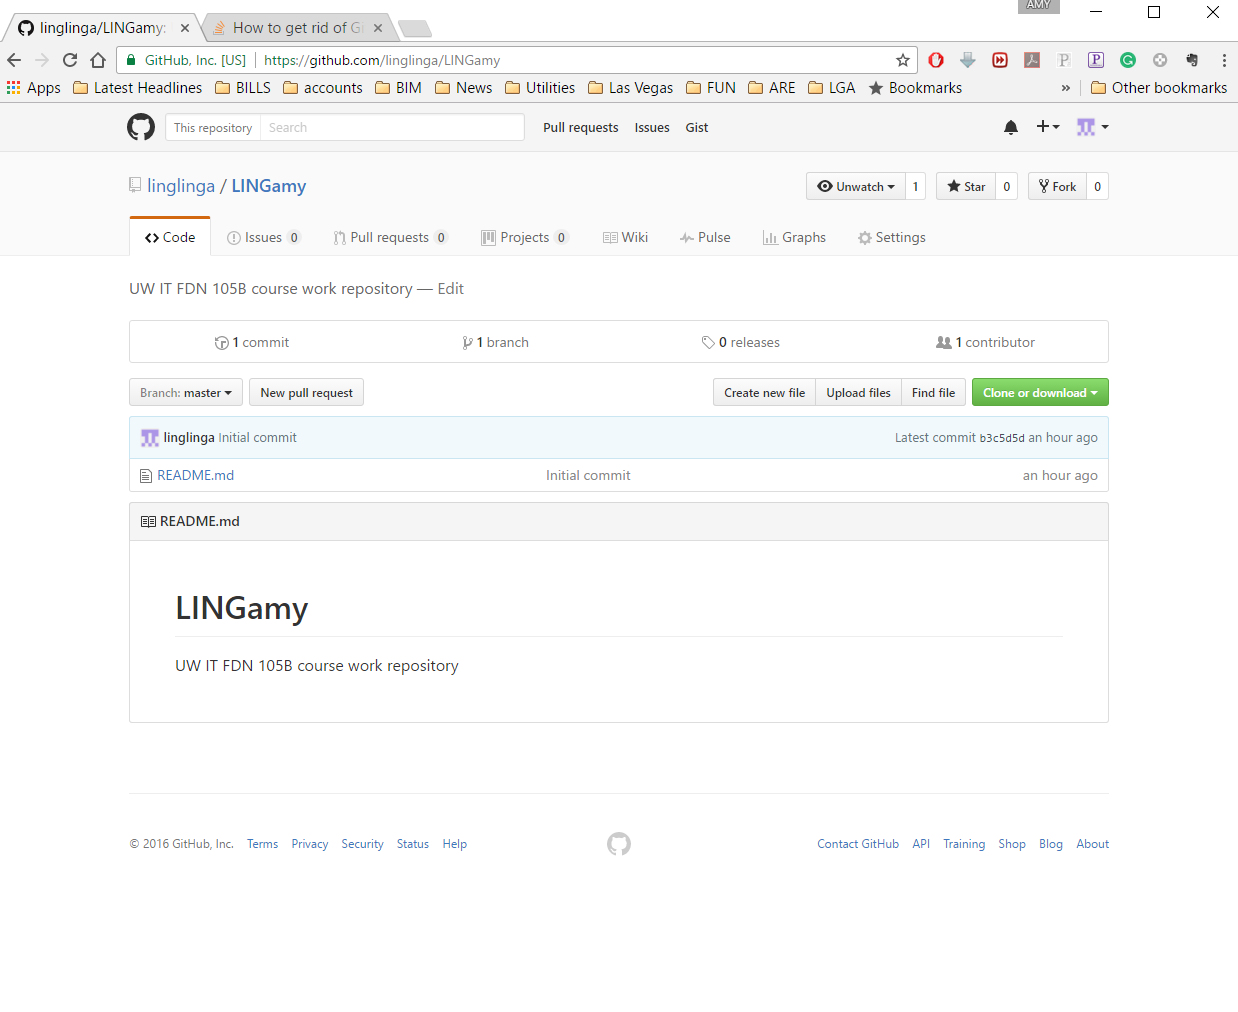 AMY
linglinga/LINGamy:
How to get rid of Gi
GitHub, Inc. [US] https://github.com/linglinga/LINGamy
Apps Latest Headlines BILLS accounts BIM News Utilities Las Vegas FUN ARE LGA Bookmarks » Other bookmarks
This repository Search Pull requests Issues Gist
linglinga / LINGamy Unwatch 1 Star 0 Fork 0
Code Issues 0 Pull requests 0 Projects 0 Wiki Pulse Graphs Settings
UW IT FDN 105B course work repository — Edit
1 commit 1 branch 0 releases 1 contributor
Branch: master New pull request Create new file Upload files Find file Clone or download
linglinga Initial commit Latest commit b3c5d5d an hour ago
README.md Initial commit an hour ago
README.md
LINGamy
UW IT FDN 105B course work repository
© 2016 GitHub, Inc. Terms Privacy Security Status Help Contact GitHub API Training Shop Blog About